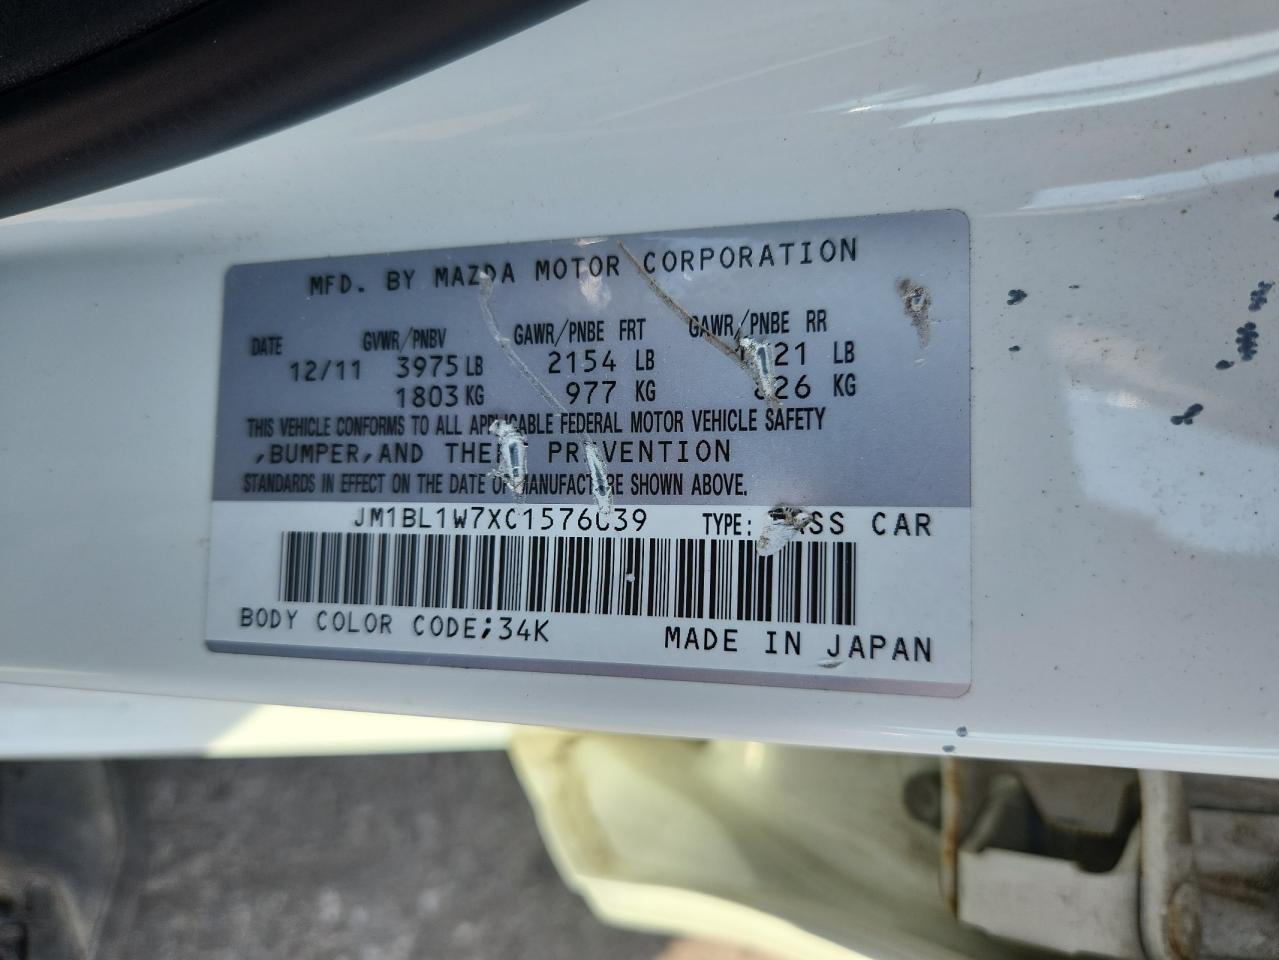 MFD. BY MAZDA MOTOR CORPORATION
DATE GVWR/PNBV GAWR/PNBE FRT GAWR/PNBE RR
12/11 3975 LB 2154 LB LB
1803 KG 977 KG KG
THIS VEHICLE CONFORMS TO ALL APPLICABLE FEDERAL MOTOR VEHICLE SAFETY
,BUMPER,AND THEFT PREVENTION
STANDARDS IN EFFECT ON THE DATE OF MANUFACTURE SHOWN ABOVE.
TYPE: PASS CAR
BODY COLOR CODE;34K MADE IN JAPAN